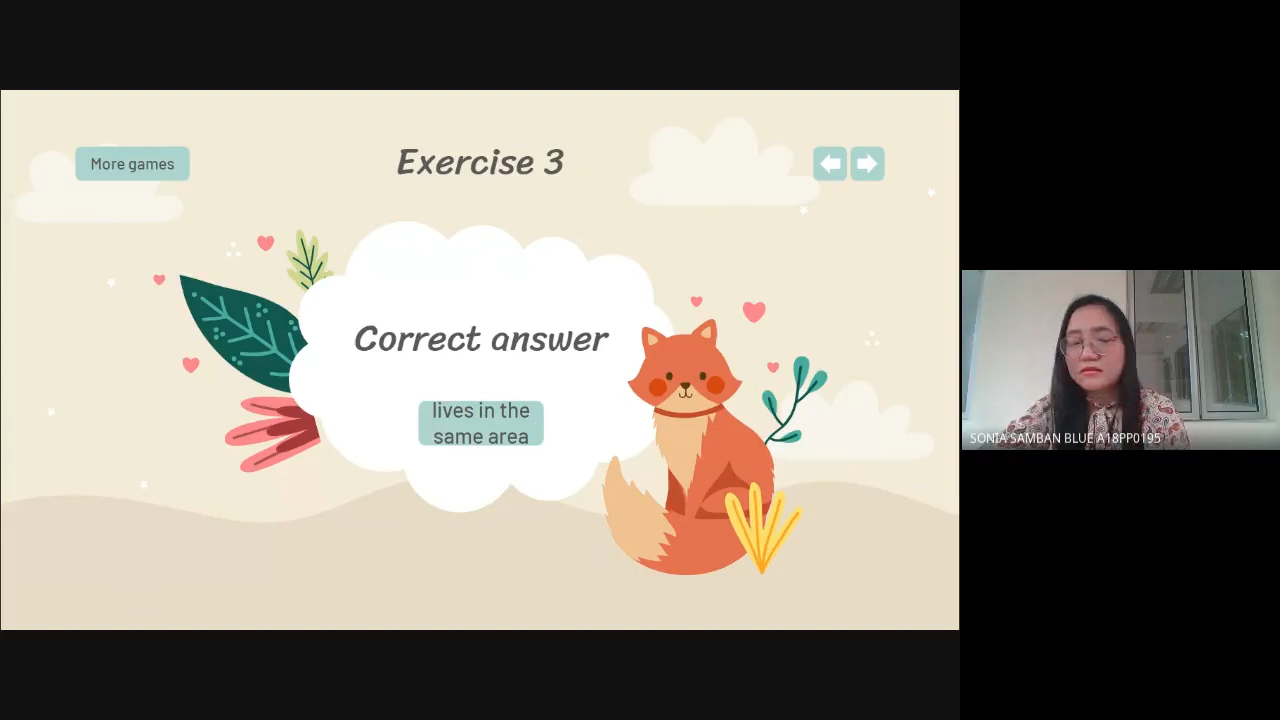 More games
Exercise 3
Correct answer
lives in the
same area
SONIA SAMBAN BLUE A18PP0195